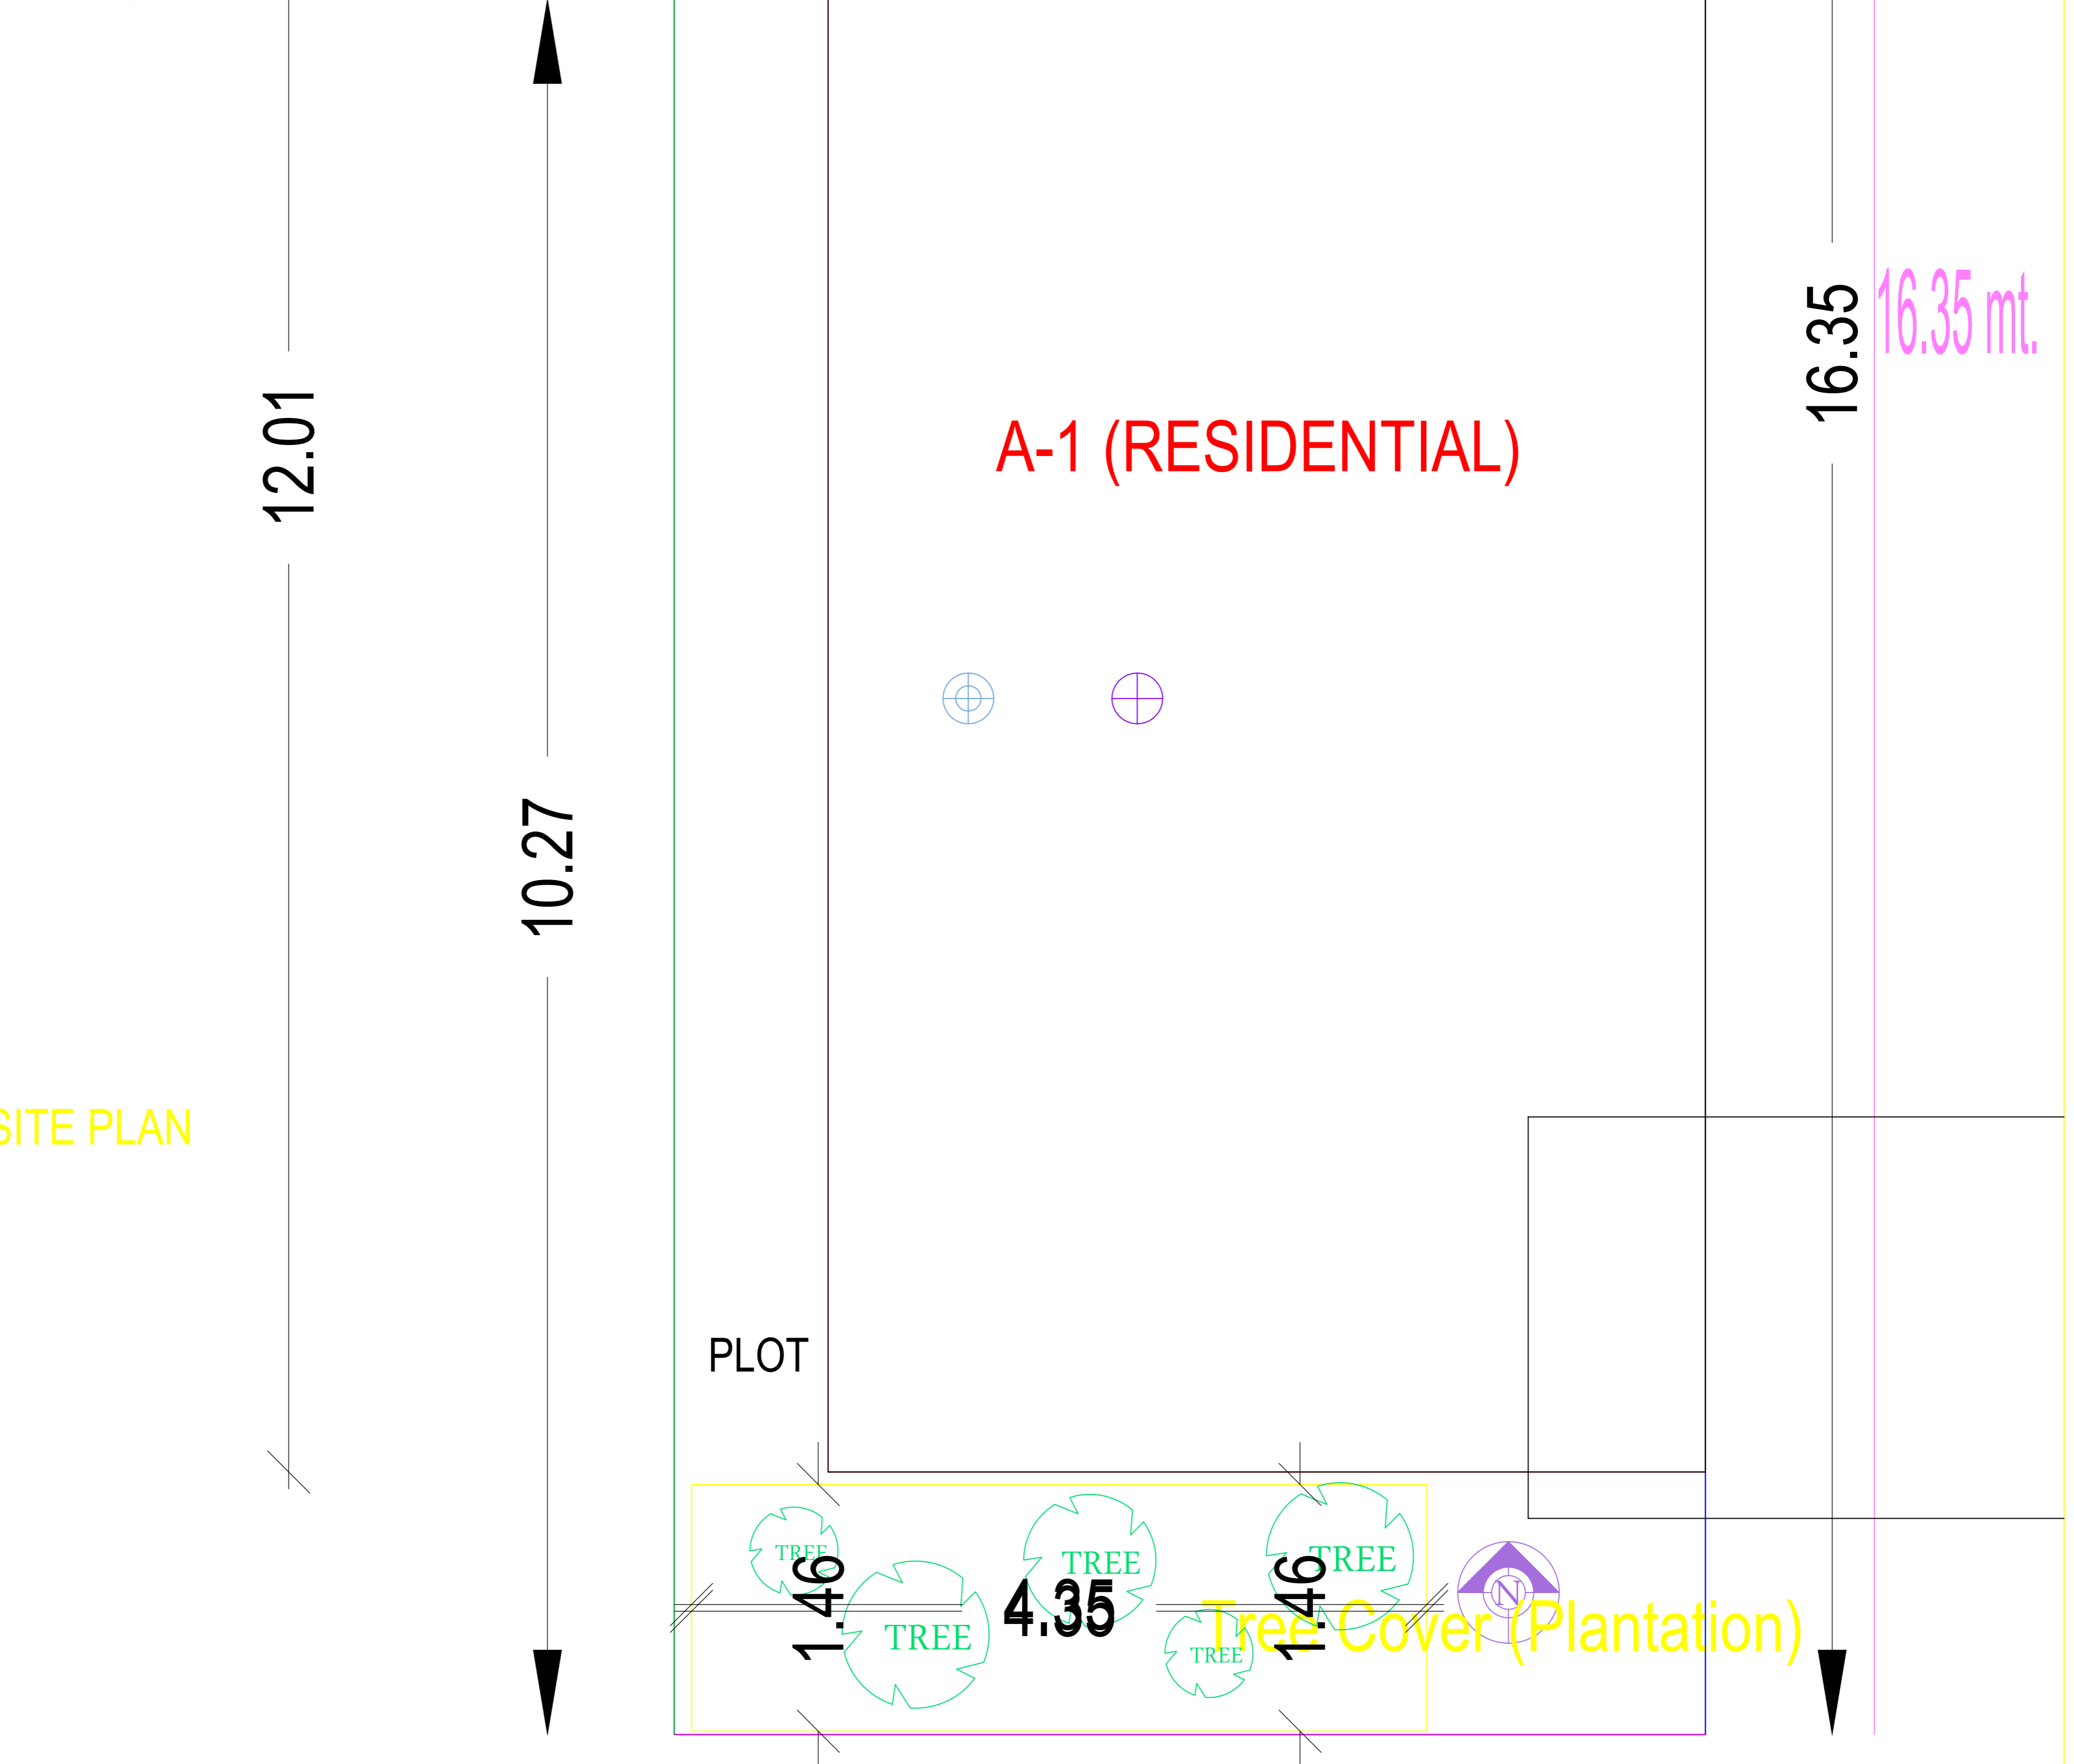 16.35
16.35 mt.
12.01
A-1 (RESIDENTIAL)
10.27
SITE PLAN
PLOT
TREE
TREE
TREE
1.46
4.35
1.46
TREE
TREE
Tree Cover (Plantation)
N